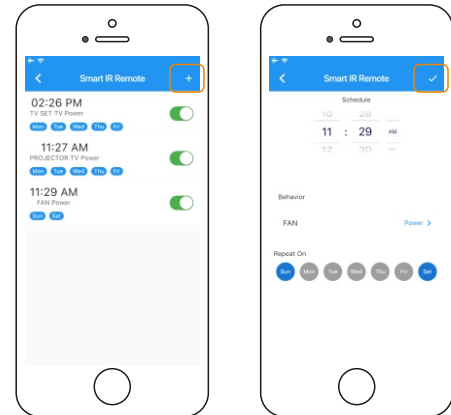 Smart IR Remote +
02:26 PM
TV SET TV Power
Mon Tue Wed Thu Fri
11:27 AM
PROJECTOR TV Power
Mon Tue Wed Thu Fri
11:29 AM
FAN Power
Sun Sat
Smart IR Remote
Schedule
10 28
11 : 29 AM
12 30 PM
Behavior
FAN Power >
Repeat On
Sun Mon Tue Wed Thu Fri Sat